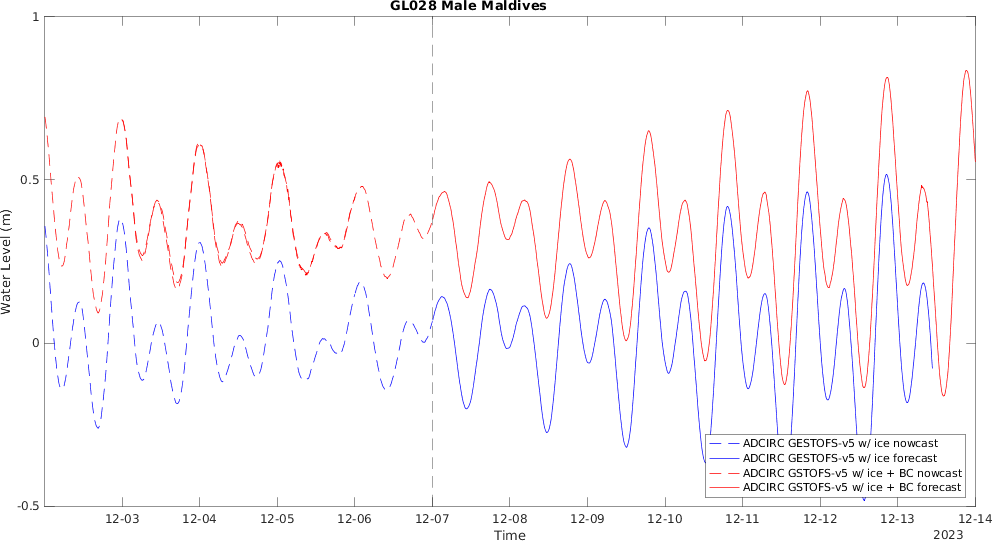 GL028 Male Maldives
1
0.5
0
-0.5
Water Level (m)
12-03 12-04 12-05 12-06 12-07 12-08 12-09 12-10 12-11 12-12 12-13 12-14
Time
2023
ADCIRC GESTOFS-v5 w/ ice nowcast
ADCIRC GESTOFS-v5 w/ ice forecast
ADCIRC GSTOFS-v5 w/ ice + BC nowcast
ADCIRC GSTOFS-v5 w/ ice + BC forecast